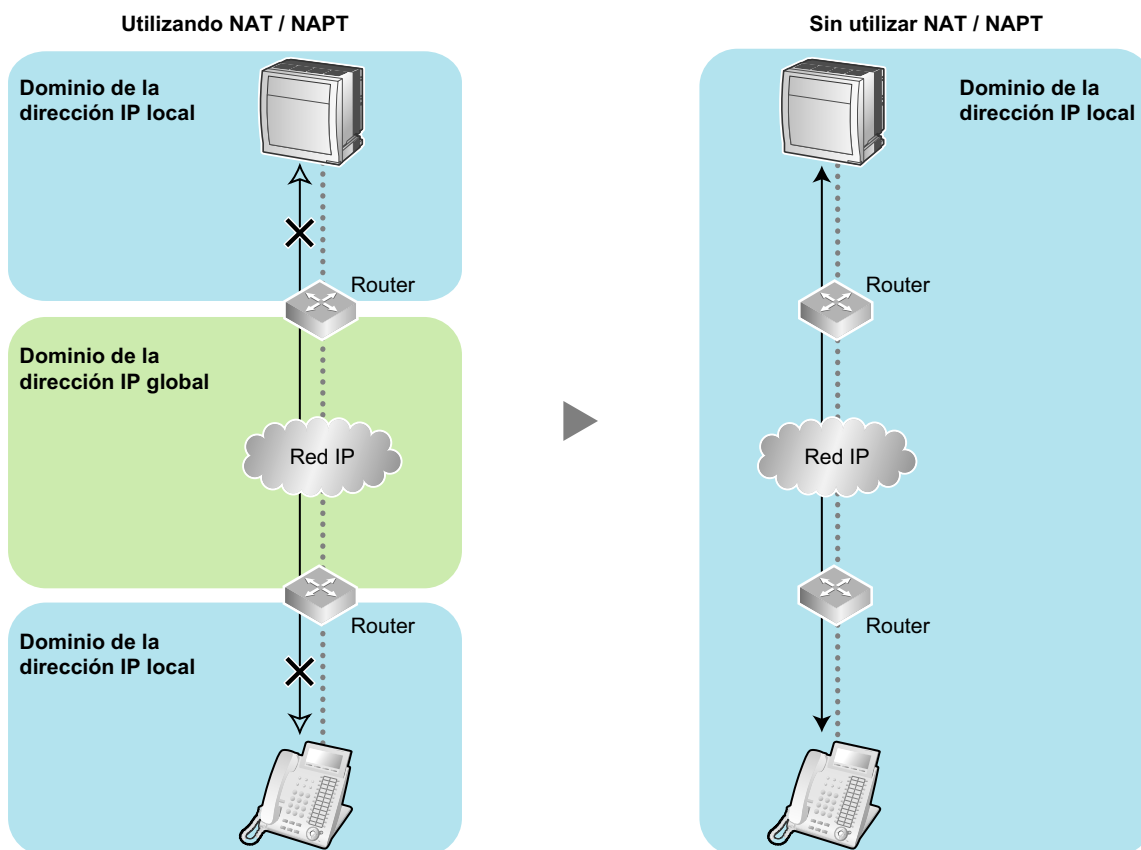 Utilizando NAT / NAPT
Dominio de la
dirección IP local
Router
Dominio de la
dirección IP global
Red IP
Router
Dominio de la
dirección IP local
Sin utilizar NAT / NAPT
Dominio de la
dirección IP local
Router
Red IP
Router